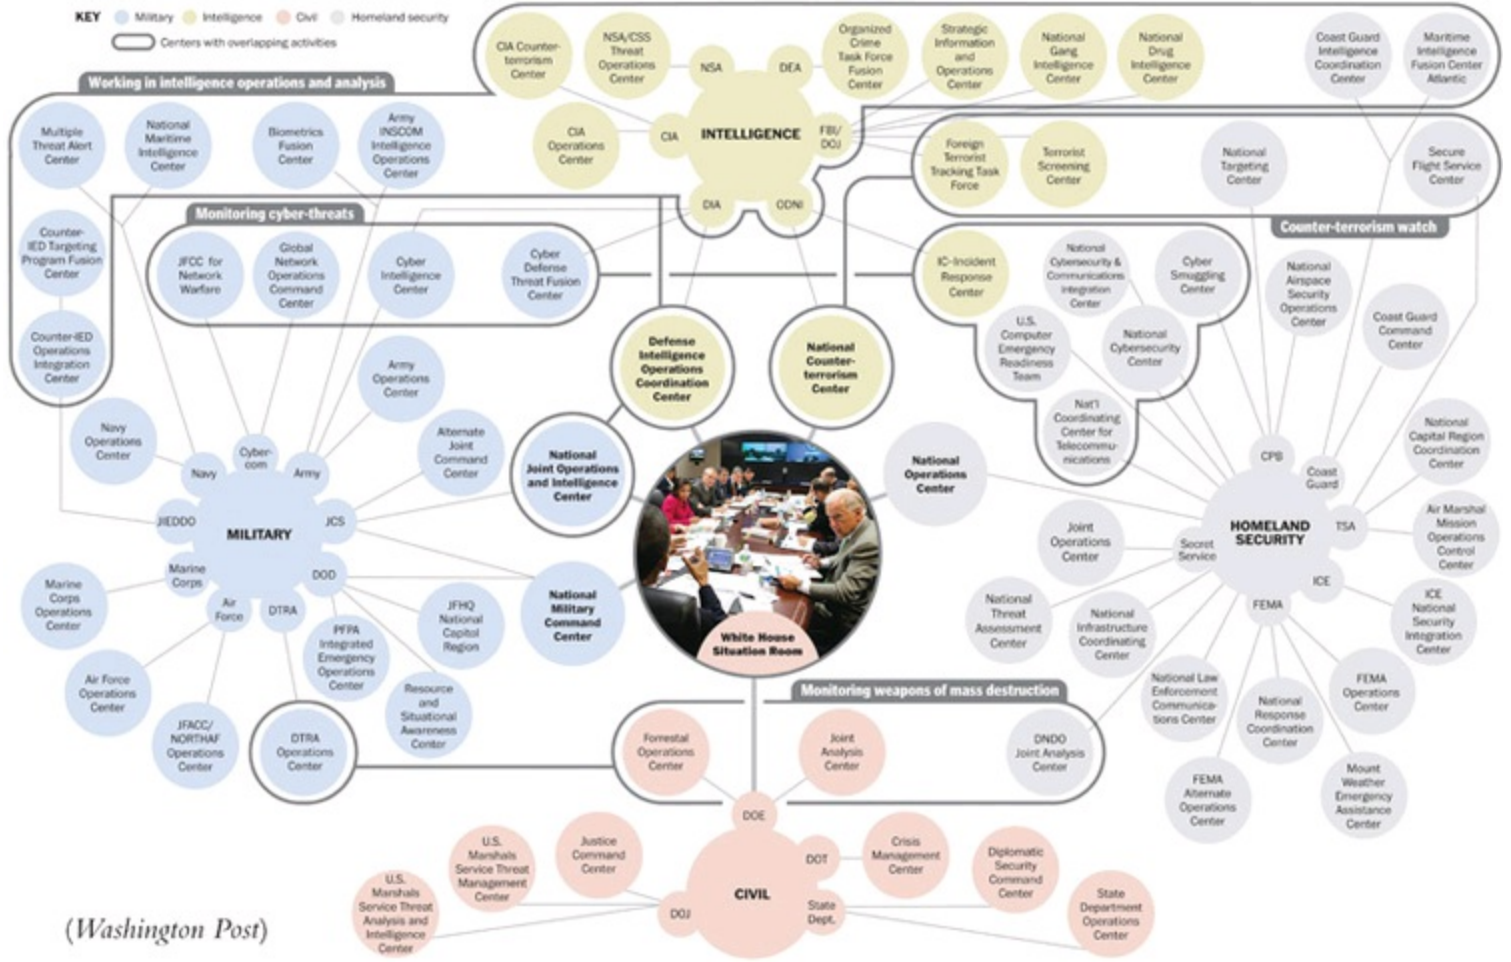 KEY
Military
Intelligence
Civil
Homeland security
Centers with overlapping activities
Working in intelligence operations and analysis
CIA Counter-
terrorism
Center
NSA/CSS
Threat
Operations
Center
NSA
DEA
Organized
Crime
Task Force
Fusion
Center
Strategic
Information
and
Operations
Center
National
Gang
Intelligence
Center
National
Drug
Intelligence
Center
Coast Guard
Intelligence
Coordination
Center
Maritime
Intelligence
Fusion Center
Atlantic
Multiple
Threat Alert
Center
National
Maritime
Intelligence
Center
Biometrics
Fusion
Center
Army
INSCOM
Intelligence
Operations
Center
CIA
Operations
Center
CIA
INTELLIGENCE
FBI/
DOJ
Foreign
Terrorist
Tracking Task
Force
Terrorist
Screening
Center
National
Targeting
Center
Secure
Flight Service
Center
DIA
ODNI
Counter-terrorism watch
Monitoring cyber-threats
Counter-
IED Targeting
Program Fusion
Center
JFCC for
Network
Warfare
Global
Network
Operations
Command
Center
Cyber
Intelligence
Center
Cyber
Defense
Threat Fusion
Center
IC-Incident
Response
Center
National
Cybersecurity &
Communications
Integration
Center
Cyber
Smuggling
Center
National
Airspace
Security
Operations
Center
Coast Guard
Command
Center
Counter-IED
Operations
Integration
Center
U.S.
Computer
Emergency
Readiness
Team
National
Cybersecurity
Center
Nat'l
Coordinating
Center for
Telecommu-
nications
Defense
Intelligence
Operations
Coordination
Center
National
Counter-
terrorism
Center
Army
Operations
Center
Navy
Operations
Center
Alternate
Joint
Command
Center
National
Joint Operations
and Intelligence
Center
National
Operations
Center
National
Capital Region
Coordination
Center
Navy
Cyber-
com
Army
JIEDDO
MILITARY
JCS
Marine
Corps
DOD
Air
Force
DTRA
CPB
Coast
Guard
HOMELAND
SECURITY
TSA
Secret
Service
ICE
FEMA
Joint
Operations
Center
Air Marshal
Mission
Operations
Control
Center
Marine
Corps
Operations
Center
PFPA
Integrated
Emergency
Operations
Center
JFHQ
National
Capitol
Region
National
Military
Command
Center
White House
Situation Room
National
Threat
Assessment
Center
National
Infrastructure
Coordinating
Center
ICE
National
Security
Integration
Center
Air Force
Operations
Center
JFACC/
NORTHAF
Operations
Center
DTRA
Operations
Center
Resource
and
Situational
Awareness
Center
Monitoring weapons of mass destruction
Forrestal
Operations
Center
Joint
Analysis
Center
DNDO
Joint Analysis
Center
National Law
Enforcement
Communica-
tions Center
National
Response
Coordination
Center
FEMA
Operations
Center
FEMA
Alternate
Operations
Center
Mount
Weather
Emergency
Assistance
Center
DOE
DOT
CIVIL
DOJ
State
Dept.
U.S.
Marshals
Service Threat
Analysis and
Intelligence
Center
U.S.
Marshals
Service Threat
Management
Center
Justice
Command
Center
Crisis
Management
Center
Diplomatic
Security
Command
Center
State
Department
Operations
Center
(Washington Post)